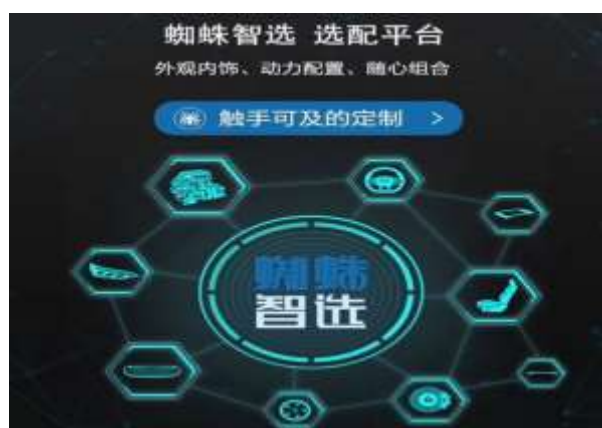 蜘蛛智选 选配平台
外观内饰、动力配置、随心组合
触手可及的定制 >
蜘蛛
智选